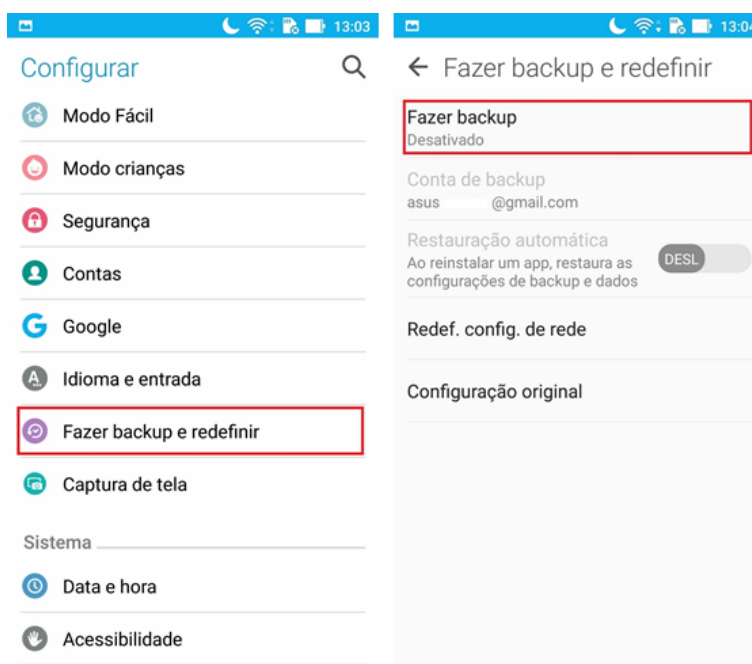 13:03
Configurar
Modo Fácil
Modo crianças
Segurança
Contas
Google
Idioma e entrada
Fazer backup e redefinir
Captura de tela
Sistema
Data e hora
Acessibilidade
13:04
Fazer backup e redefinir
Fazer backup
Desativado
Conta de backup
asus @gmail.com
Restauração automática
Ao reinstalar um app, restaura as
configurações de backup e dados
DESL
Redef. config. de rede
Configuração original